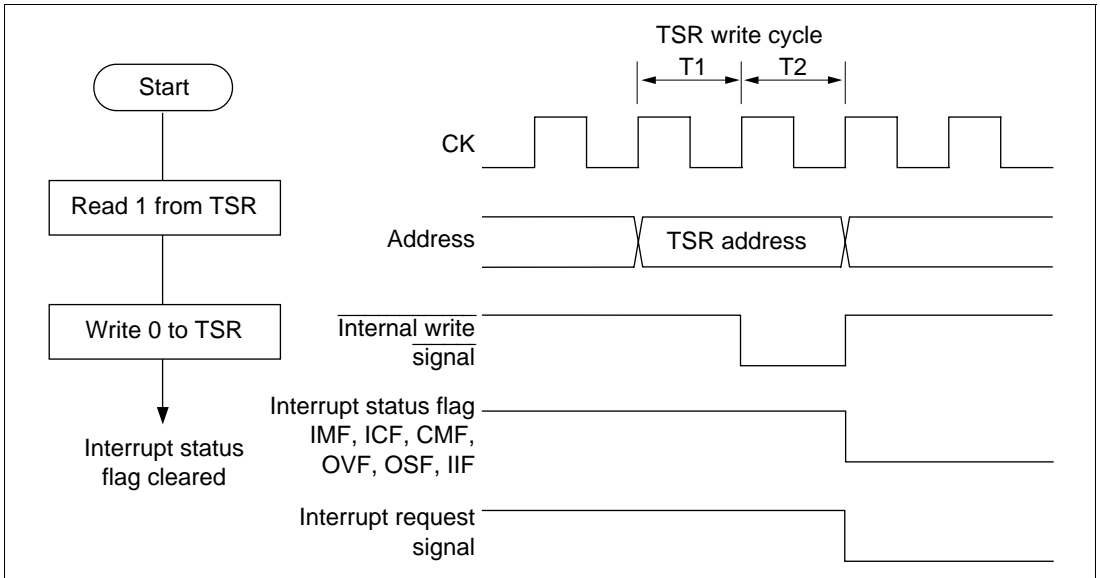 Start
Read 1 from TSR
Write 0 to TSR
Interrupt status
flag cleared
TSR write cycle
T1
T2
CK
Address
TSR address
Internal write
signal
Interrupt status flag
IMF, ICF, CMF,
OVF, OSF, IIF
Interrupt request
signal